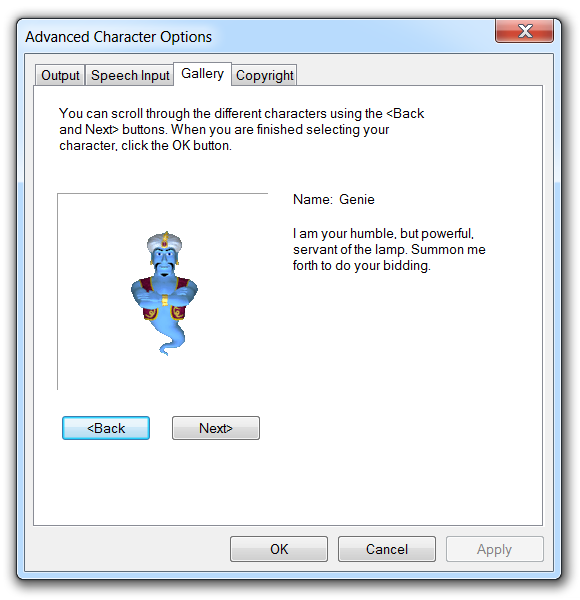 Advanced Character Options
Output Speech Input Gallery Copyright
You can scroll through the different characters using the <Back
and Next> buttons. When you are finished selecting your
character, click the OK button.
Name: Genie
I am your humble, but powerful,
servant of the lamp. Summon me
forth to do your bidding.
<Back Next>
OK Cancel Apply